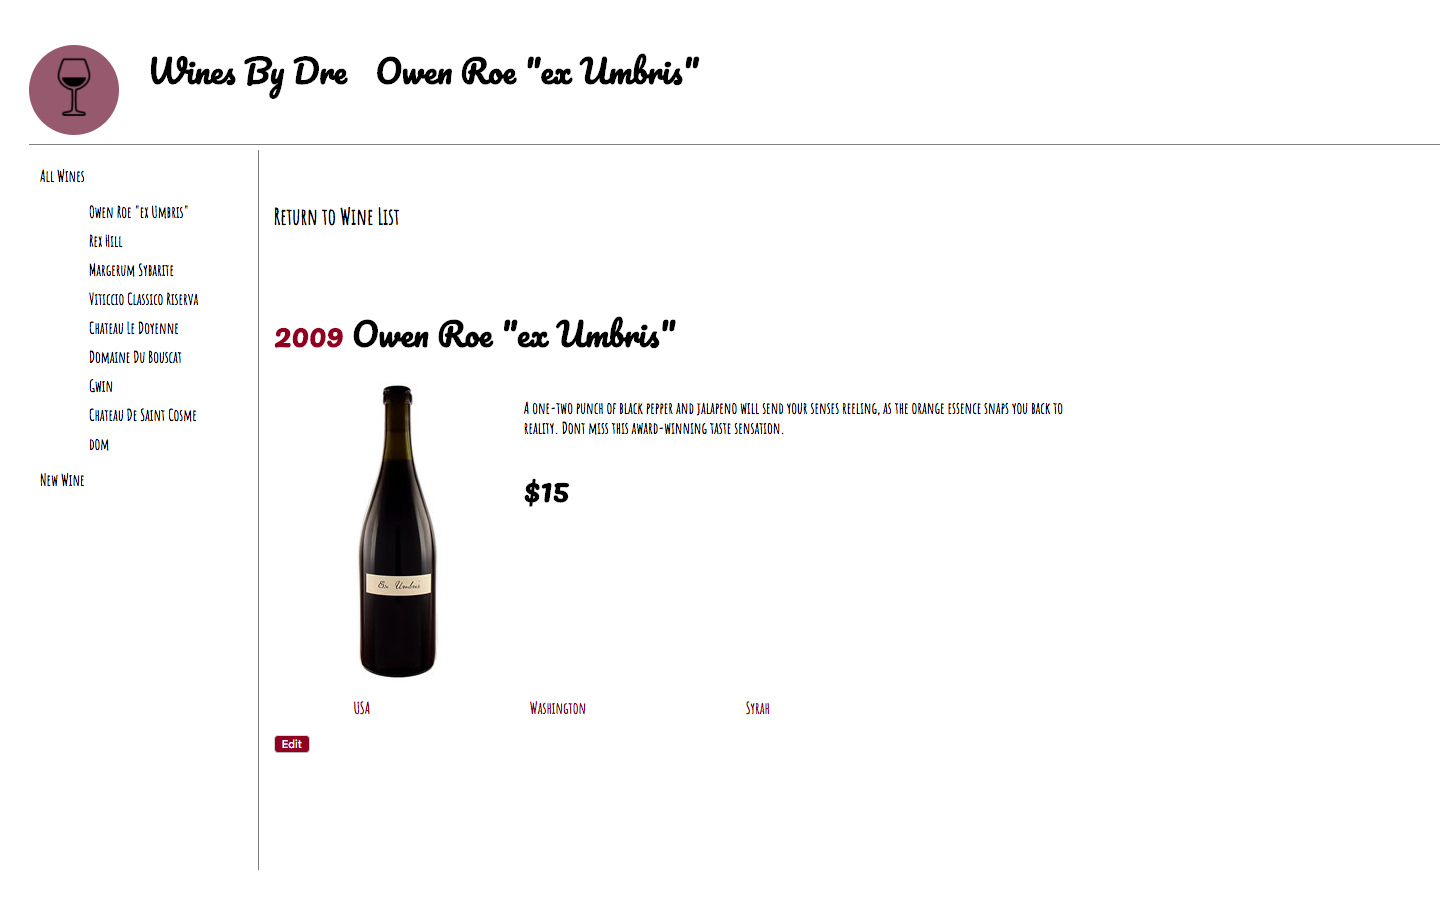 Wines By Dre Owen Roe "ex Umbris"
All Wines
Owen Roe "ex Umbris"
Rex Hill
Margerum Sybarite
Viticcio Classico Riserva
Chateau Le Doyenne
Domaine Du Bouscat
Gwin
Chateau De Saint Cosme
dom
New Wine
Return to Wine List
2009 Owen Roe "ex Umbris"
A one-two punch of black pepper and jalapeno will send your senses reeling, as the orange essence snaps you back to
reality. Dont miss this award-winning taste sensation.
$15
Ex Umbris
USA Washington Syrah
Edit